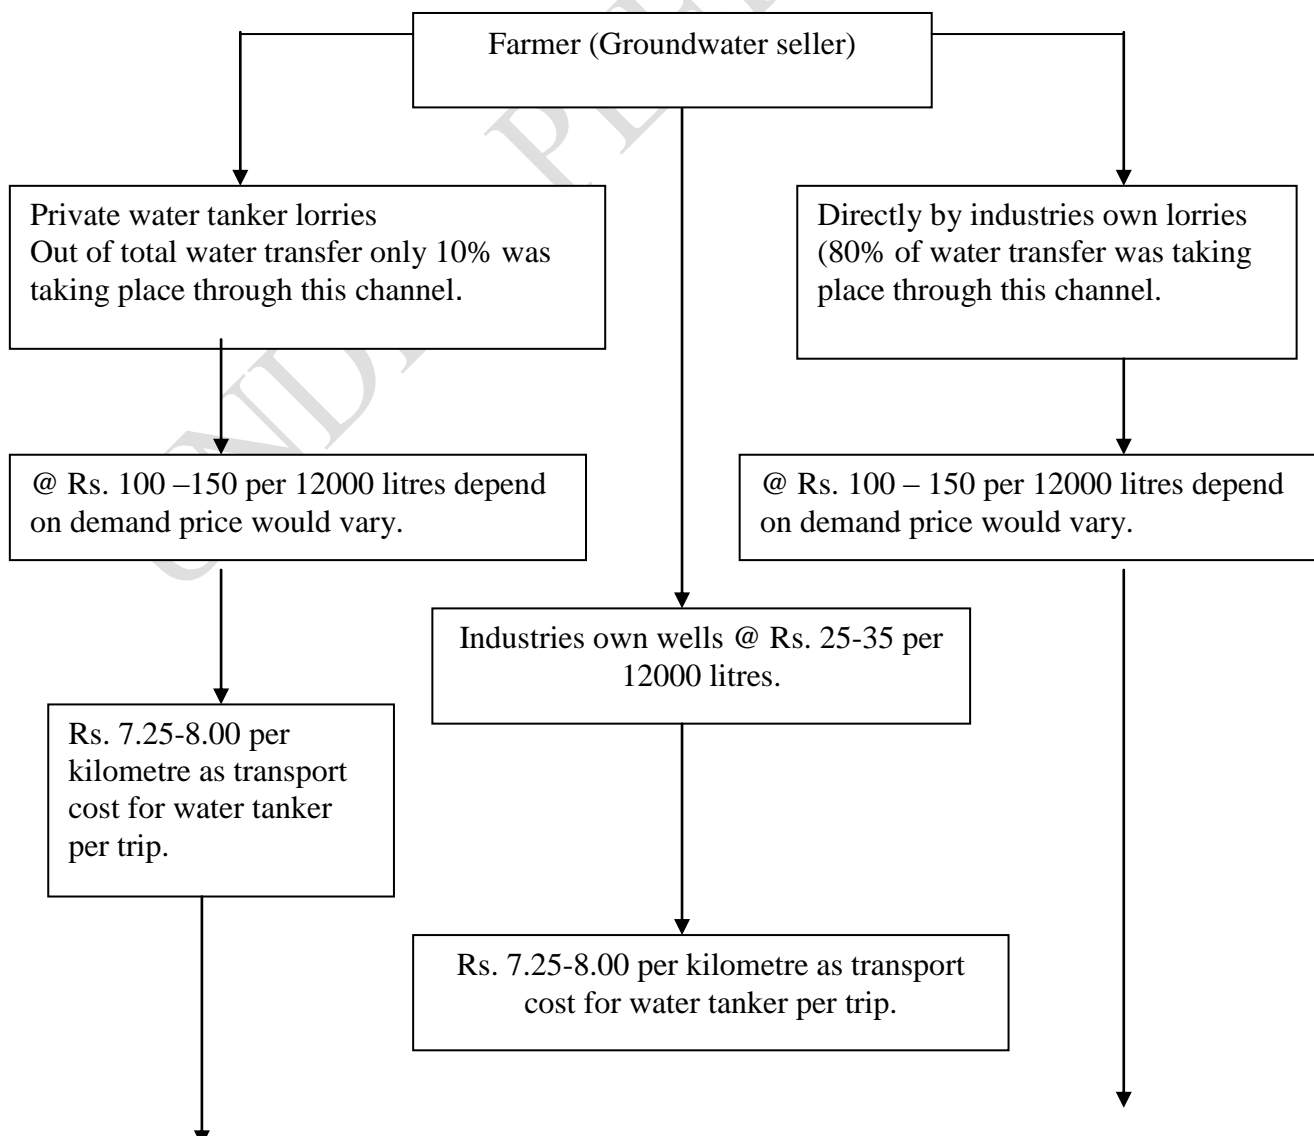 Farmer (Groundwater seller)
Private water tanker lorries
Out of total water transfer only 10% was
taking place through this channel.
Directly by industries own lorries
(80% of water transfer was taking
place through this channel.
@ Rs. 100 –150 per 12000 litres depend
on demand price would vary.
@ Rs. 100 – 150 per 12000 litres depend
on demand price would vary.
Industries own wells @ Rs. 25-35 per
12000 litres.
Rs. 7.25-8.00 per
kilometre as transport
cost for water tanker
per trip.
Rs. 7.25-8.00 per kilometre as transport
cost for water tanker per trip.